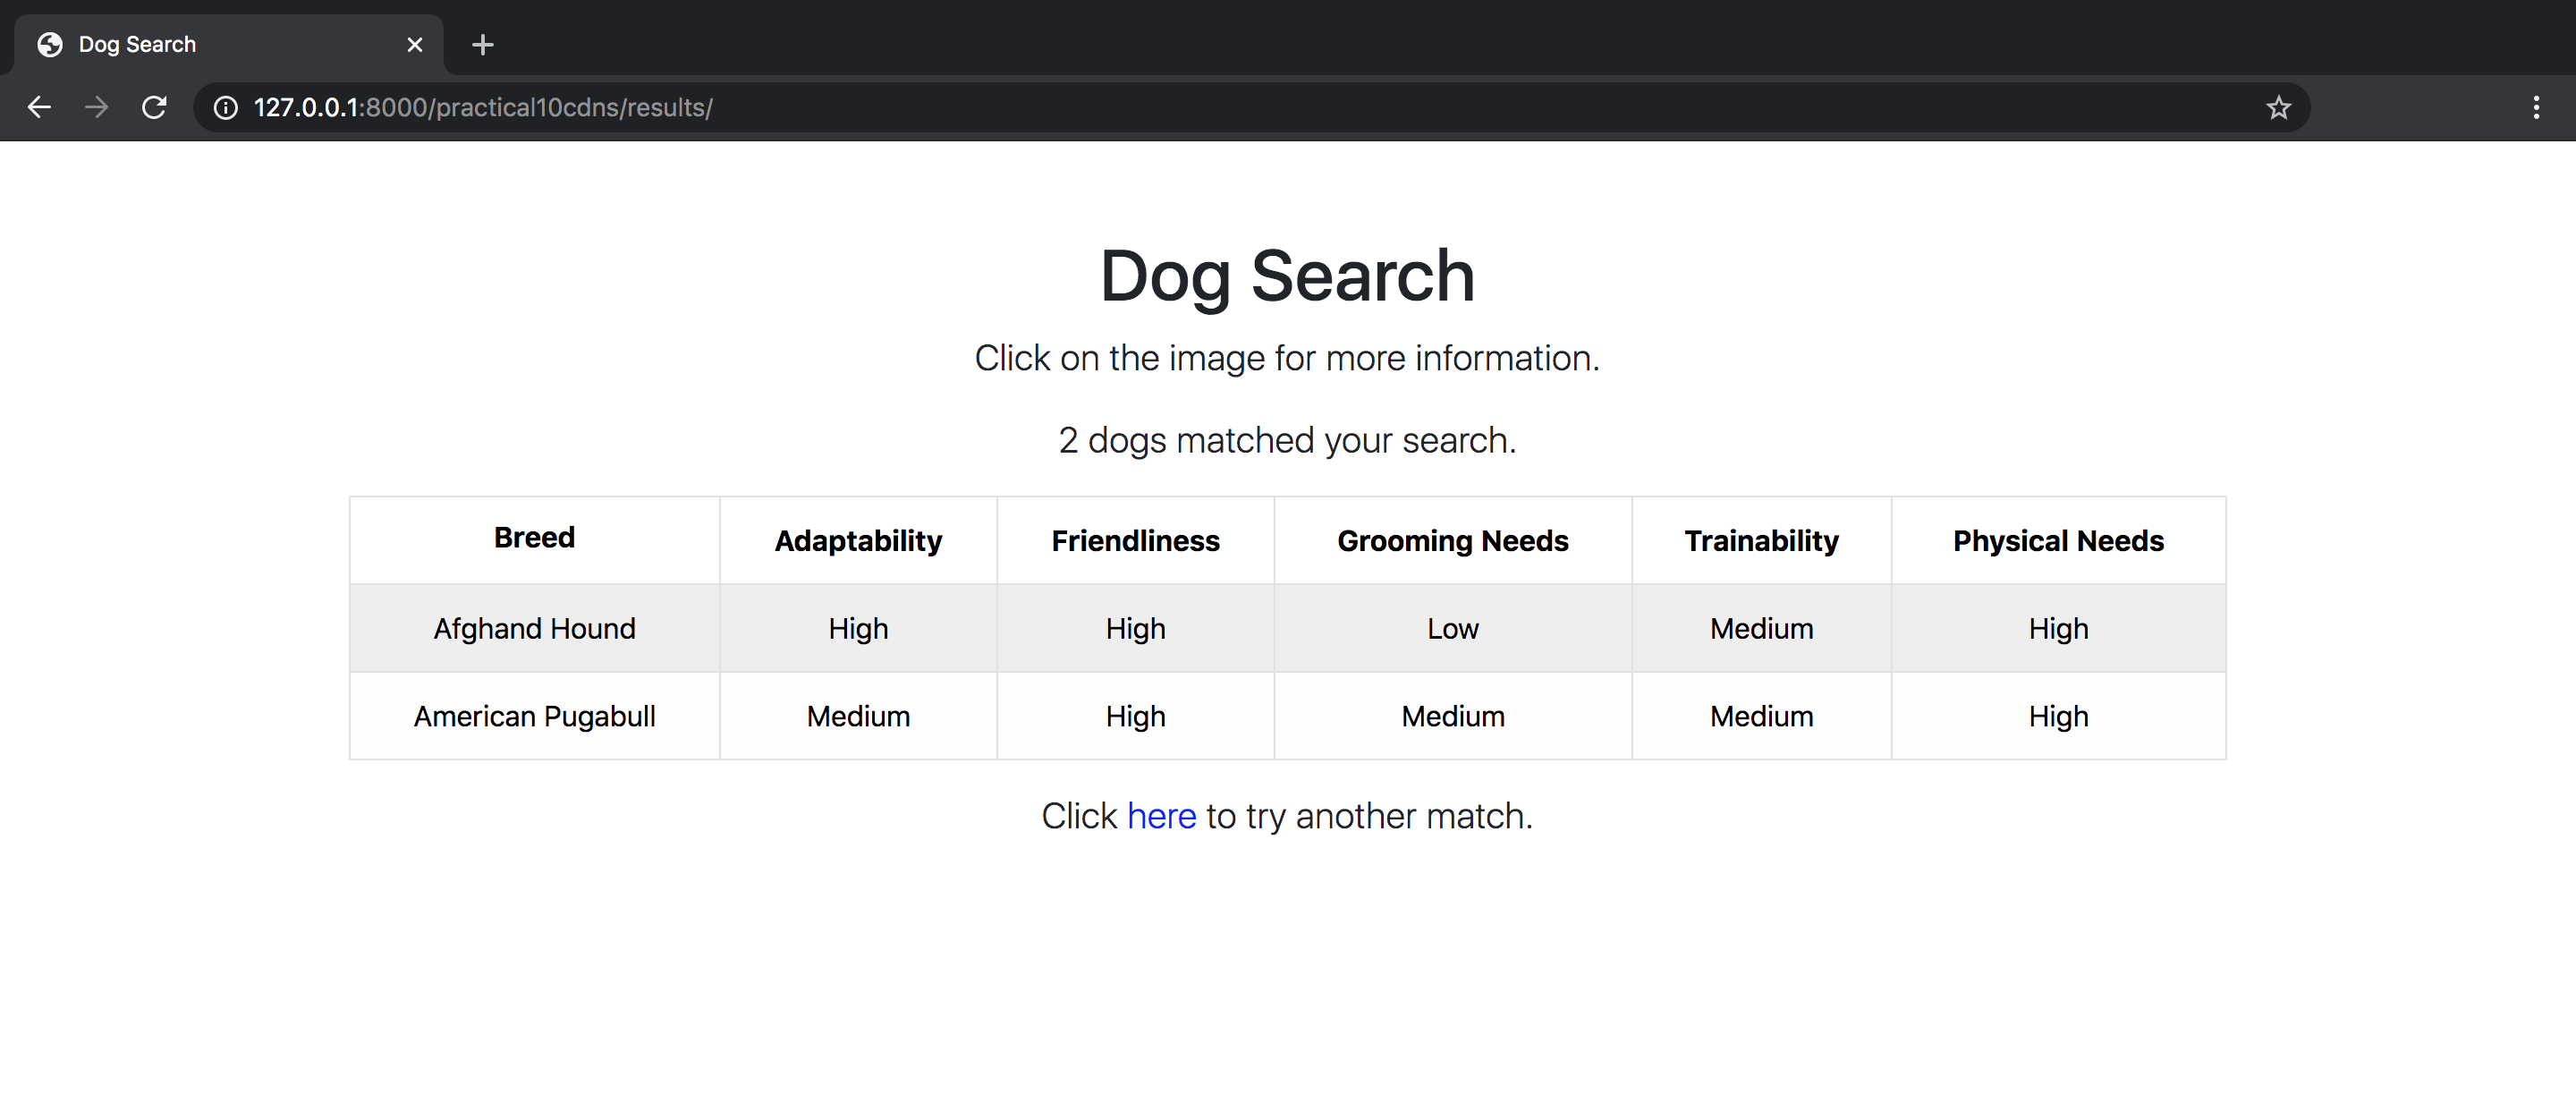 Dog Search
127.0.0.1:8000/practical10cdns/results/
Dog Search
Click on the image for more information.
2 dogs matched your search.
Breed Adaptability Friendliness Grooming Needs Trainability Physical Needs
Afghand Hound High High Low Medium High
American Pugabull Medium High Medium Medium High
Click here to try another match.